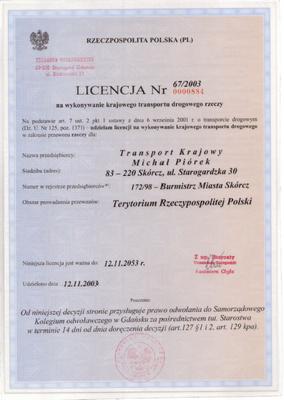 RZECZPOSPOLITA POLSKA (PL)
LICENCJA Nr 67/2003
0000884
na wykonywanie krajowego transportu drogowego rzeczy
Na podstawie art. 7 ust. 2 pkt 1 ustawy z dnia 6 września 2001 r. o transporcie drogowym
(Dz. U. Nr 125, poz. 1371) - udzielam licencji na wykonywanie krajowego transportu drogowego
w zakresie przewozu rzeczy dla:
Nazwa przedsiębiorcy: Transport Krajowy
Michał Piórek
Siedziba (adres): 83 – 220 Skórcz, ul. Starogardzka 30
Numer w rejestrze przedsiębiorców*⁾: 172/98 - Burmistrz Miasta Skórcz
Obszar prowadzenia przewozów: Terytorium Rzeczypospolitej Polski
Niniejsza licencja jest ważna do 12.11.2053 r.
Z up. Starosty
Udzielono dnia 12.11.2003
Pouczenie:
Od niniejszej decyzji stronie przysługuje prawo odwołania do Samorządowego
Kolegium odwoławczego w Gdańsku za pośrednictwem tut. Starostwa
w terminie 14 dni od dnia doręczenia decyzji (art.127 §1 i 2, art. 129 kpa).